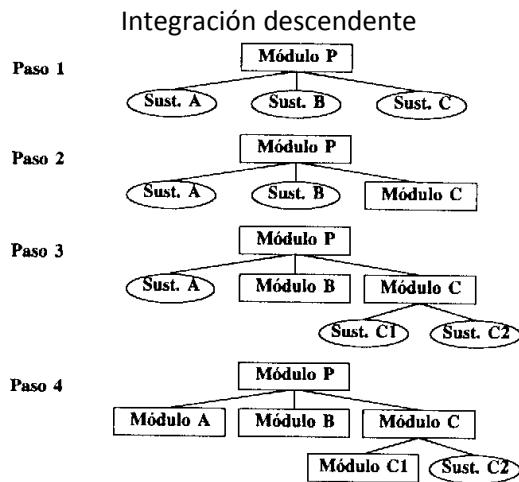 Integración descendente
Paso 1
Módulo P
Sust. A Sust. B Sust. C
Paso 2
Módulo P
Sust. A Sust. B Módulo C
Paso 3
Módulo P
Sust. A Módulo B Módulo C
Sust. C1 Sust. C2
Paso 4
Módulo P
Módulo A Módulo B Módulo C
Módulo C1 Sust. C2